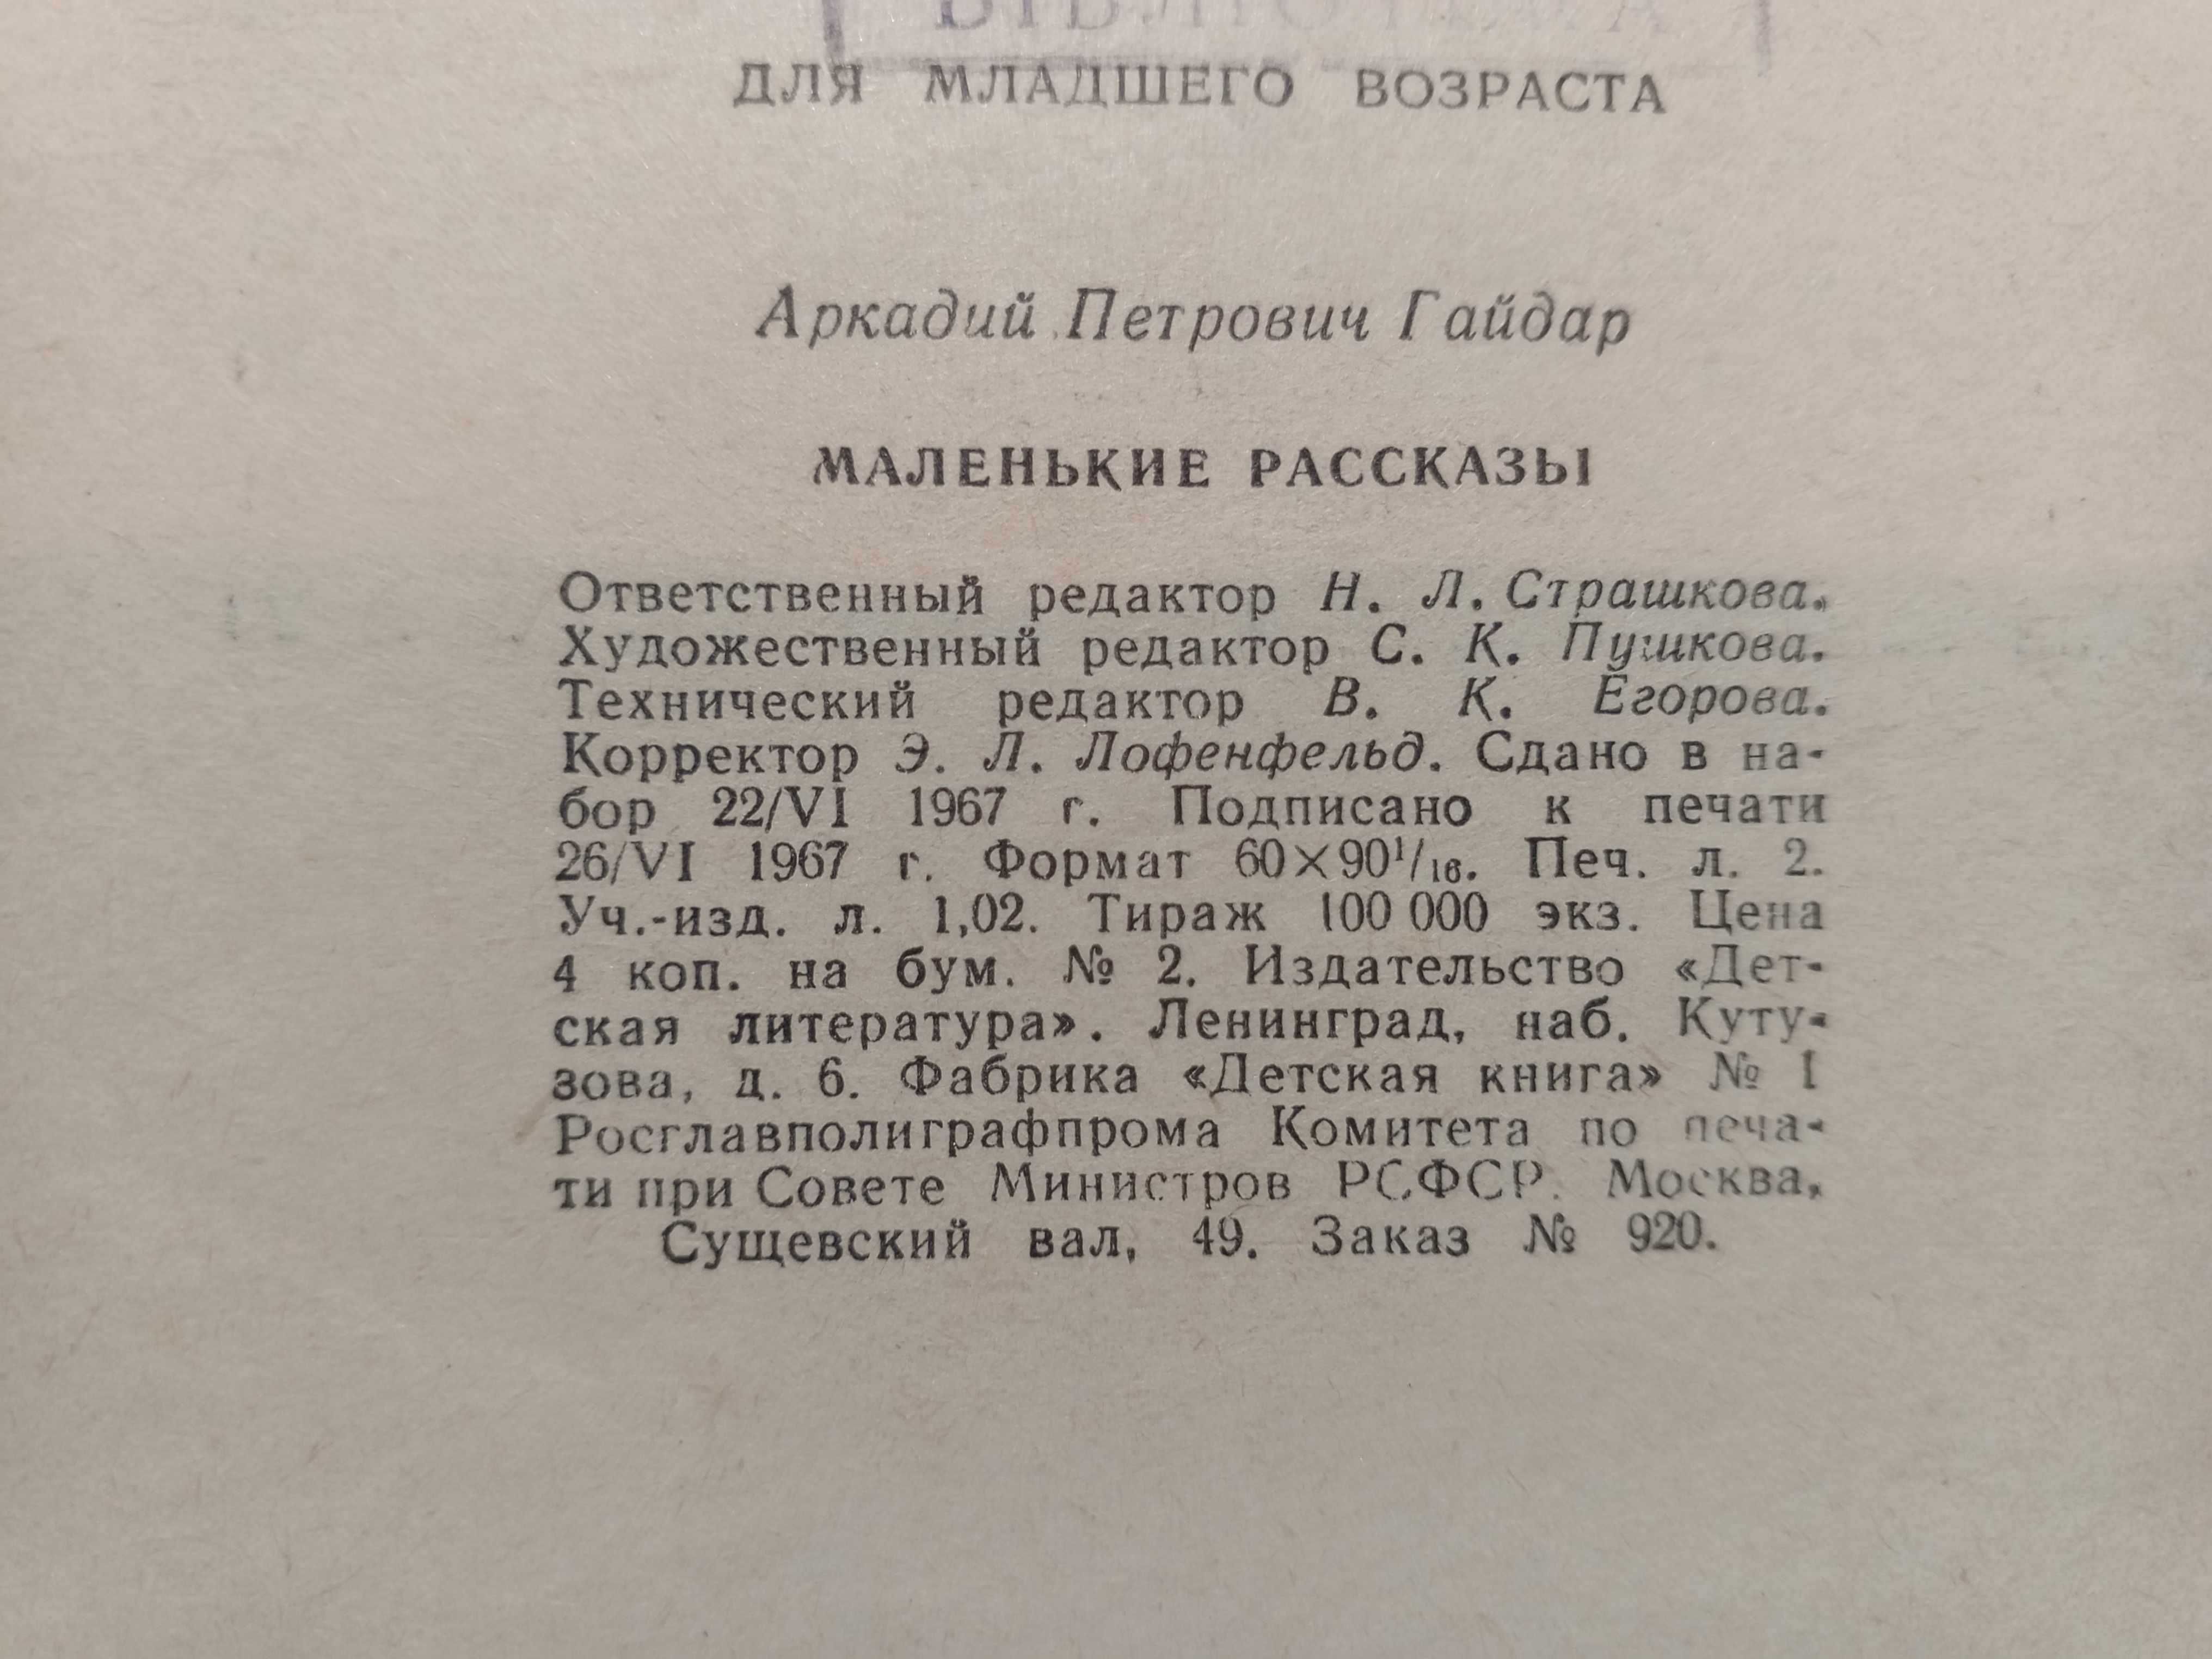 БІБЛІОТЕКА
ДЛЯ МЛАДШЕГО ВОЗРАСТА
Аркадий Петрович Гайдар
МАЛЕНЬКИЕ РАССКАЗЫ
Ответственный редактор Н. Л. Страшкова.
Художественный редактор С. К. Пушкова.
Технический редактор В. К. Егорова.
Корректор Э. Л. Лофенфельд. Сдано в на-
бор 22/VI 1967 г. Подписано к печати
26/VI 1967 г. Формат 60×90¹/₁₆. Печ. л. 2.
Уч.-изд. л. 1,02. Тираж 100 000 экз. Цена
4 коп. на бум. № 2. Издательство «Дет-
ская литература». Ленинград, наб. Куту-
зова, д. 6. Фабрика «Детская книга» № 1
Росглавполиграфпрома Комитета по печа-
ти при Совете Министров РСФСР. Москва,
Сущевский вал, 49. Заказ № 920.